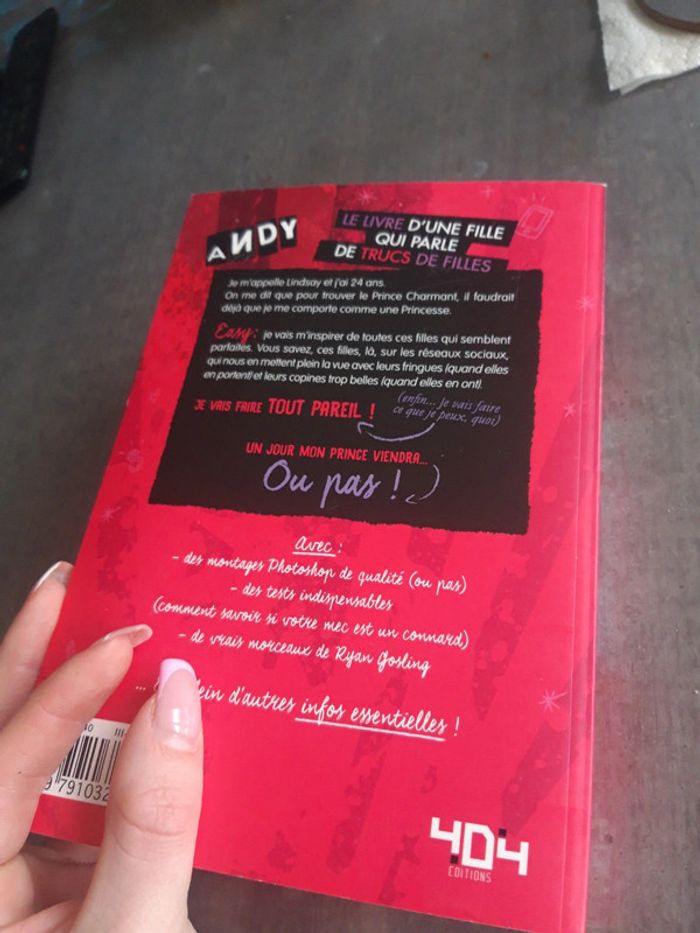 ANDY
LE LIVRE D'UNE FILLE
QUI PARLE
DE TRUCS DE FILLES
Je m'appelle Lindsay et j'ai 24 ans.
On me dit que pour trouver le Prince Charmant, il faudrait
déjà que je me comporte comme une Princesse.
Easy : je vais m'inspirer de toutes ces filles qui semblent
parfaites. Vous savez, ces filles, là, sur les réseaux sociaux,
qui nous en mettent plein la vue avec leurs fringues (quand elles
en portent) et leurs copines trop belles (quand elles en ont).
JE VAIS FAIRE TOUT PAREIL !
(enfin... je vais faire
ce que je peux, quoi)
UN JOUR MON PRINCE VIENDRA...
Ou pas !
Avec :
- des montages Photoshop de qualité (ou pas)
- des tests indispensables
(comment savoir si votre mec est un connard)
- de vrais morceaux de Ryan Gosling
... d'autres infos essentielles !
9 791032
404
ÉDITIONS